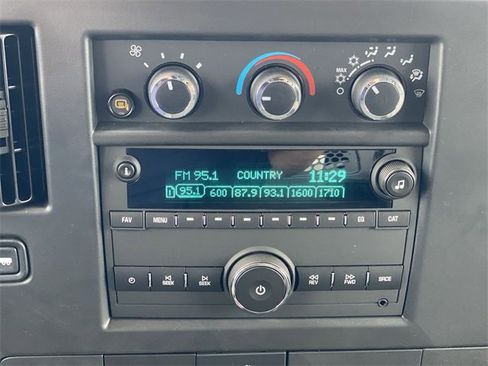 MAX
FM 95.1 COUNTRY 11:29
1 95.1 600 87.9 93.1 1600 1710
FAV MENU EQ CAT
SEEK SEEK REV FWD SRCE